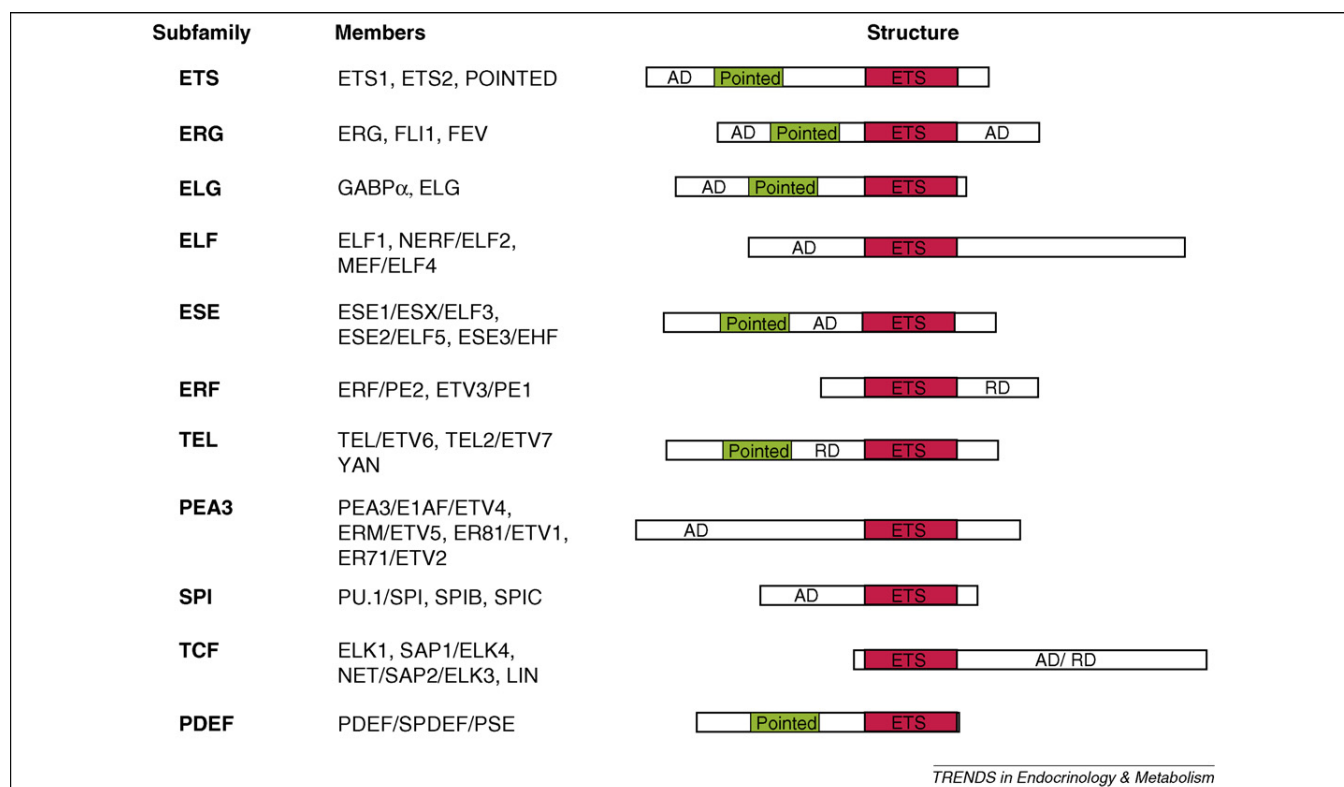 Subfamily Members Structure
ETS ETS1, ETS2, POINTED AD Pointed ETS
ERG ERG, FLI1, FEV AD Pointed ETS AD
ELG GABPα, ELG AD Pointed ETS
ELF ELF1, NERF/ELF2, AD ETS
MEF/ELF4
ESE ESE1/ESX/ELF3, Pointed AD ETS
ESE2/ELF5, ESE3/EHF
ERF ERF/PE2, ETV3/PE1 ETS RD
TEL TEL/ETV6, TEL2/ETV7 Pointed RD ETS
YAN
PEA3 PEA3/E1AF/ETV4, AD ETS
ERM/ETV5, ER81/ETV1,
ER71/ETV2
SPI PU.1/SPI, SPIB, SPIC AD ETS
TCF ELK1, SAP1/ELK4, ETS AD/ RD
NET/SAP2/ELK3, LIN
PDEF PDEF/SPDEF/PSE Pointed ETS
TRENDS in Endocrinology & Metabolism